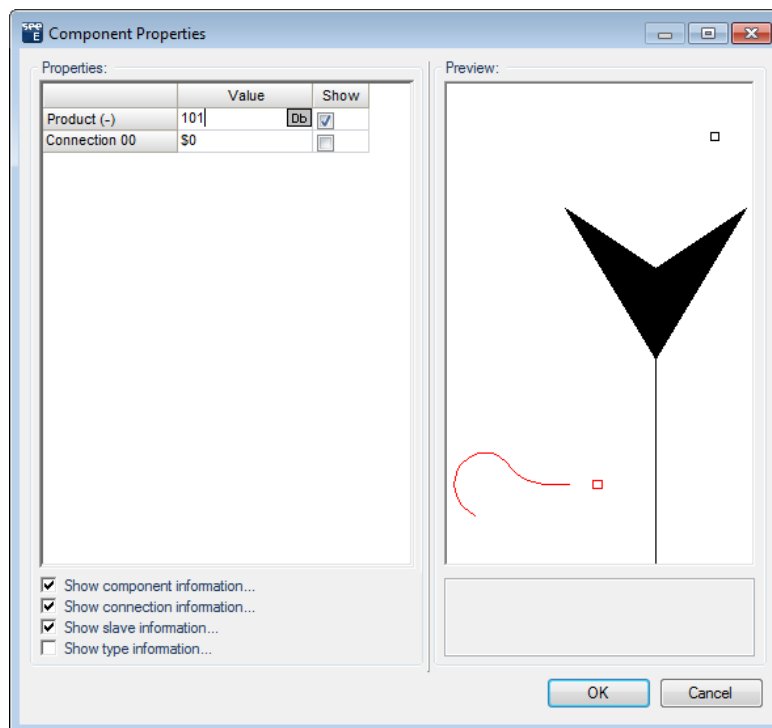 see E Component Properties
Properties:
Value Show
Product (-) 101 Db
Connection 00 $0
Show component information...
Show connection information...
Show slave information...
Show type information...
Preview:
?
OK Cancel